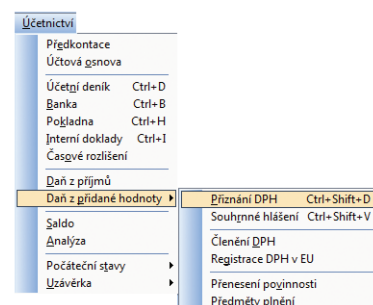 Účetnictví
Předkontace
Účtová osnova
Účetní deník Ctrl+D
Banka Ctrl+B
Pokladna Ctrl+H
Interní doklady Ctrl+I
Časové rozlišení
Daň z příjmů
Daň z přidané hodnoty
Přiznání DPH Ctrl+Shift+D
Souhrnné hlášení Ctrl+Shift+V
Saldo
Analýza
Členění DPH
Registrace DPH v EU
Počáteční stavy
Uzávěrka
Přenesení povinnosti
Předměty plnění